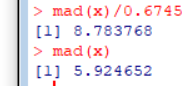 > mad(x)/0.6745
[1] 8.783768
> mad(x)
[1] 5.924652